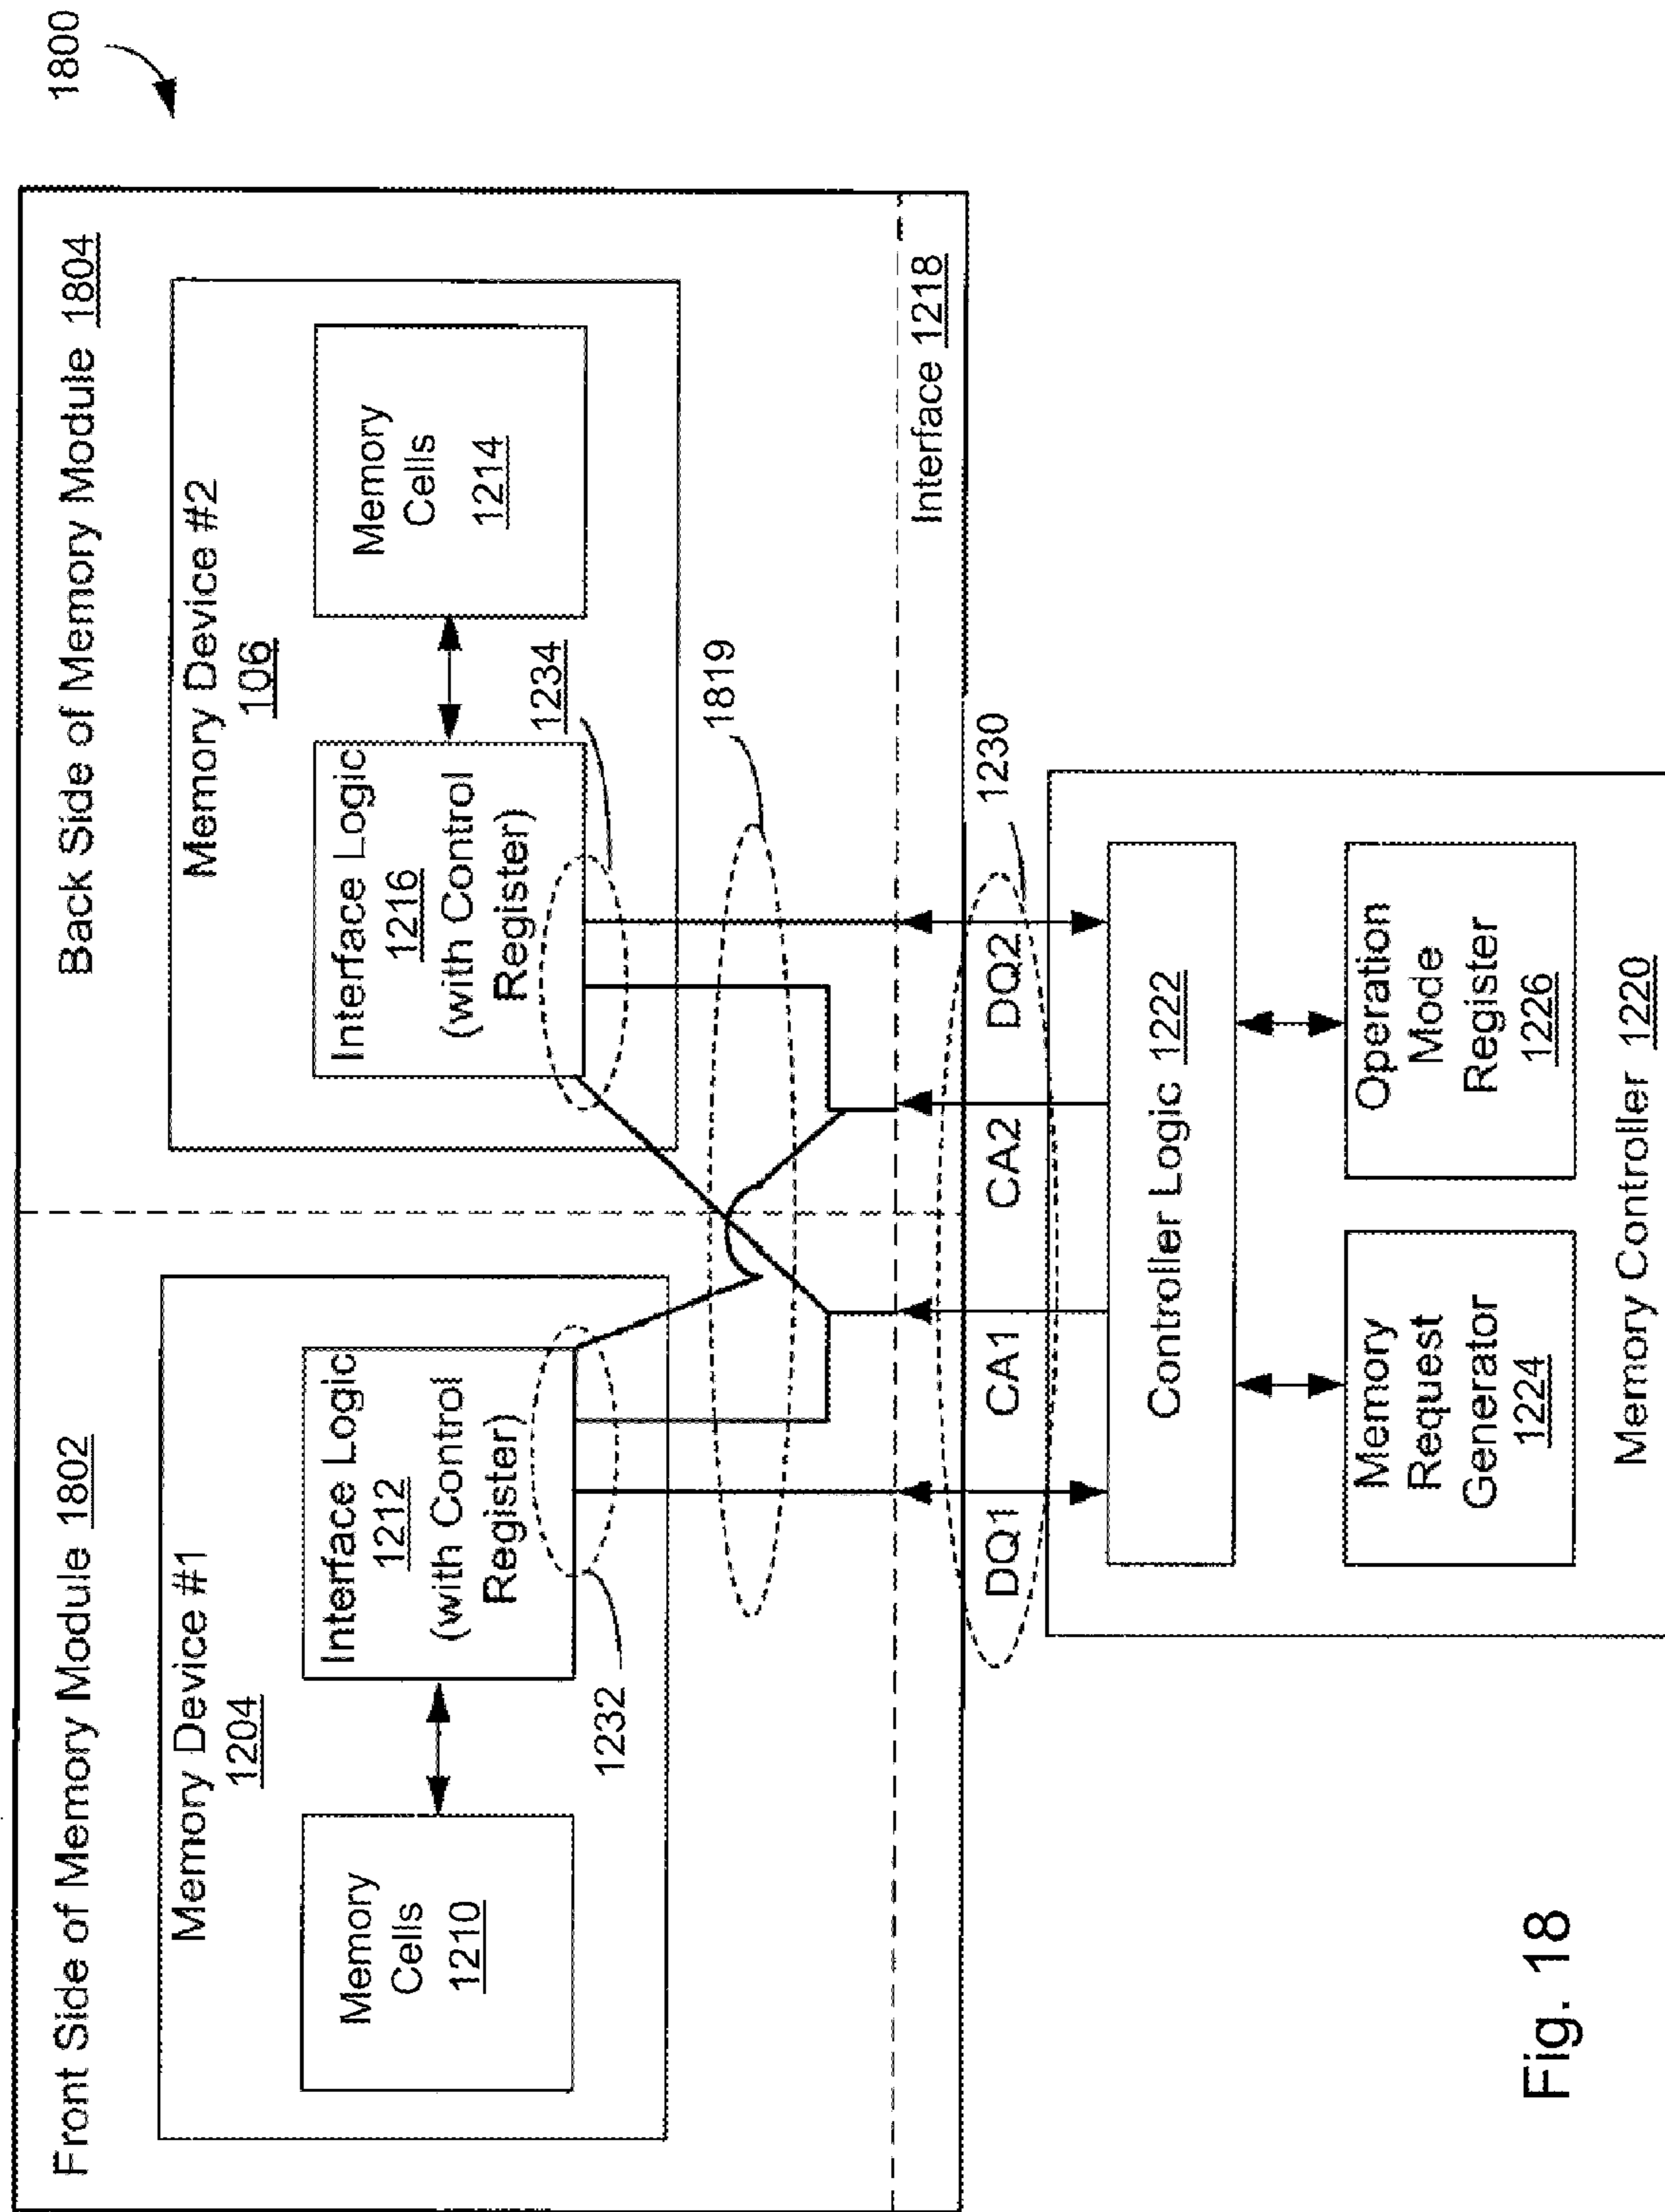 1800
Front Side of Memory Module 1802
Back Side of Memory Module 1804
Memory Device #1
1204
Memory Device #2
106
Memory
Cells
1210
Interface Logic
1212
(with Control
Register)
Interface Logic
1216
(with Control
Register)
Memory
Cells
1214
1232
1234
1819
Interface 1218
1230
DQ1
CA1
CA2
DQ2
Controller Logic 1222
Memory
Request
Generator
1224
Operation
Mode
Register
1226
Memory Controller 1220
Fig. 18